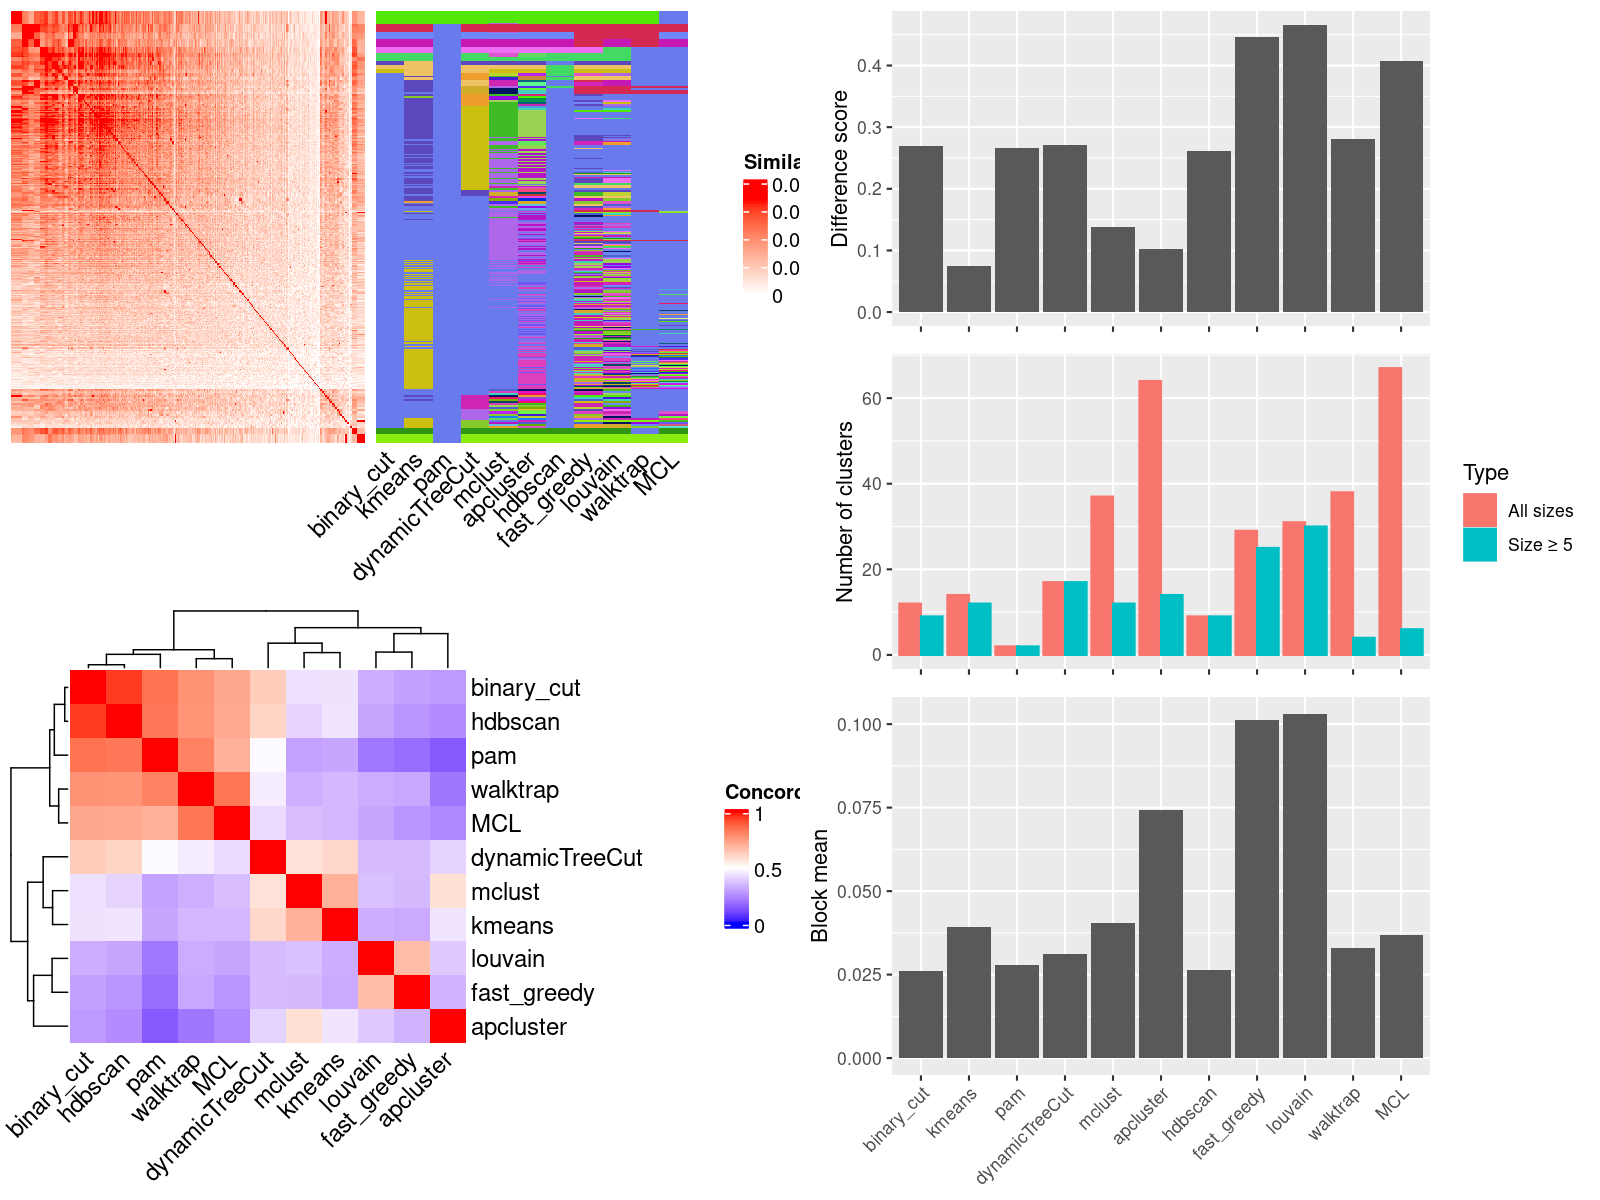 Simila
0.0
0.0
0.0
0.0
0
binary_cut
kmeans
pam
dynamicTreeCut
mclust
apcluster
hdbscan
fast_greedy
louvain
walktrap
MCL
binary_cut
hdbscan
pam
walktrap
MCL
dynamicTreeCut
mclust
kmeans
louvain
fast_greedy
apcluster
binary_cut
hdbscan
pam
walktrap
MCL
dynamicTreeCut
mclust
kmeans
louvain
fast_greedy
apcluster
Concord
1
0.5
0
Difference score
0.4
0.3
0.2
0.1
0.0
Number of clusters
60
40
20
0
Type
All sizes
Size ≥ 5
Block mean
0.100
0.075
0.050
0.025
0.000
binary_cut
kmeans
pam
dynamicTreeCut
mclust
apcluster
hdbscan
fast_greedy
louvain
walktrap
MCL